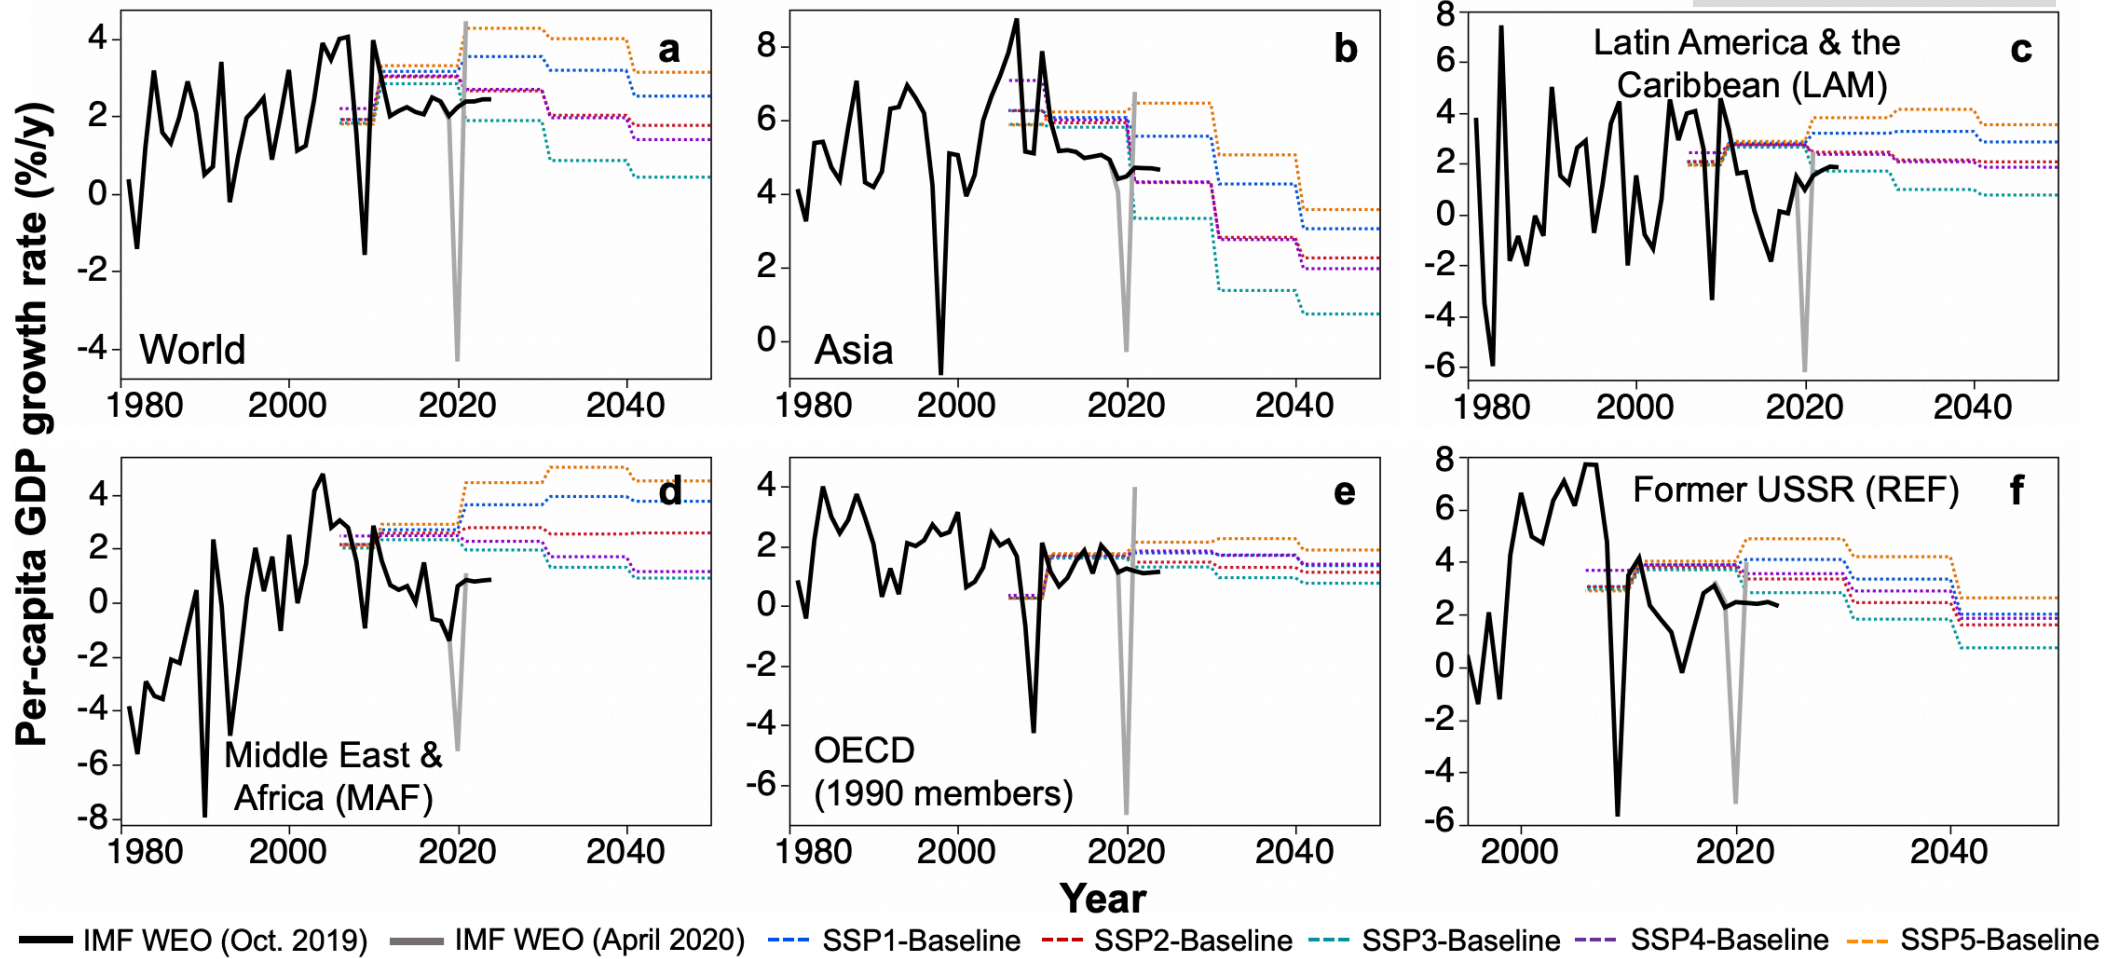 Per-capita GDP growth rate (%/y)
4
2
0
-2
-4
1980 2000 2020 2040
World
a
8
6
4
2
0
1980 2000 2020 2040
Asia
b
8
6
4
2
0
-2
-4
-6
1980 2000 2020 2040
Latin America & the
Caribbean (LAM)
c
4
2
0
-2
-4
-6
-8
1980 2000 2020 2040
Middle East &
Africa (MAF)
d
4
2
0
-2
-4
-6
1980 2000 2020 2040
OECD
(1990 members)
e
8
6
4
2
0
-2
-4
-6
2000 2020 2040
Former USSR (REF)
f
Year
IMF WEO (Oct. 2019) IMF WEO (April 2020) SSP1-Baseline SSP2-Baseline SSP3-Baseline SSP4-Baseline SSP5-Baseline